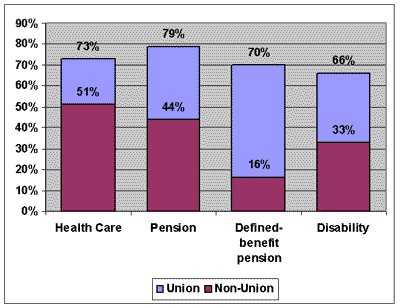 90%
80%
70%
60%
50%
40%
30%
20%
10%
0%
73%
51%
79%
44%
70%
16%
66%
33%
Health Care
Pension
Defined-
benefit
pension
Disability
Union
Non-Union